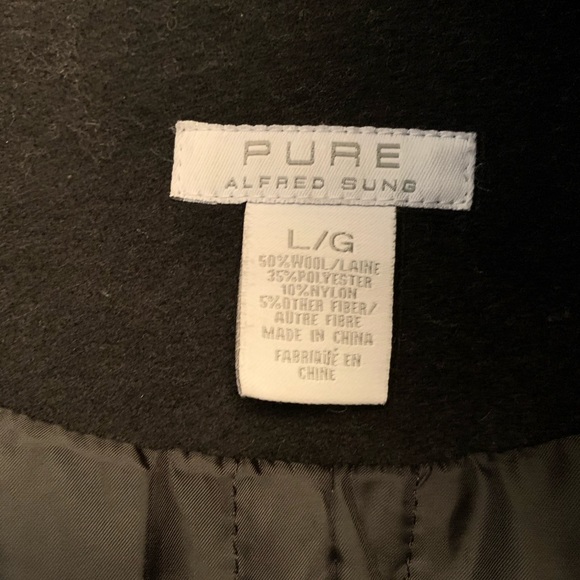 PURE
ALFRED SUNG
L/G
50%WOOL/LAINE
35%POLYESTER
10%NYLON
5%OTHER FIBER/
AUTRE FIBRE
MADE IN CHINA
FABRIQUÉ EN
CHINE